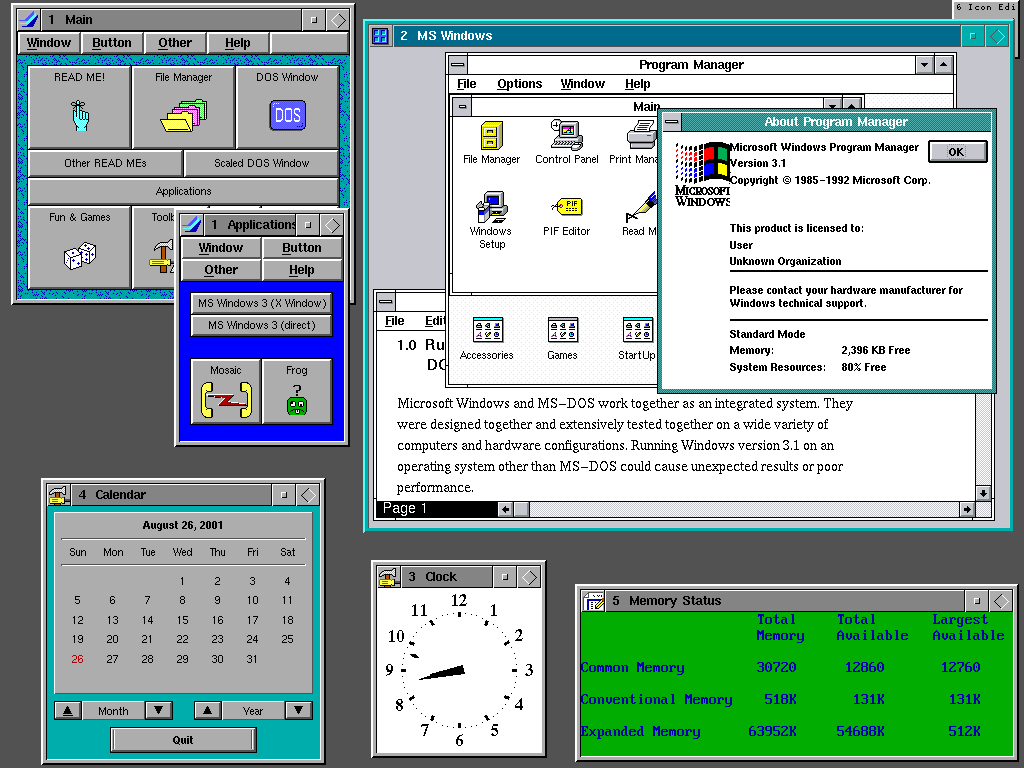 6 Icon Edi
1 Main
Window Button Other Help
READ ME! File Manager DOS Window
DOS
Other READ MEs Scaled DOS Window
Applications
Fun & Games
1 Applications
Window Button
Other Help
MS Windows 3 (X Window)
MS Windows 3 (direct)
Mosaic Frog
?
2 MS Windows
Program Manager
File Options Window Help
Main
File Manager Control Panel Print
PIF
Windows
Setup
PIF Editor Read
Accessories Games StartUp
About Program Manager
Microsoft Windows Program Manager
Version 3.1
Copyright © 1985-1992 Microsoft Corp.
OK
MICROSOFT
WINDOWS
This product is licensed to:
User
Unknown Organization
Please contact your hardware manufacturer for
Windows technical support.
Standard Mode
Memory: 2,396 KB Free
System Resources: 80% Free
File
1.0
Microsoft Windows and MS-DOS work together as an integrated system. They
were designed together and extensively tested together on a wide variety of
computers and hardware configurations. Running Windows version 3.1 on an
operating system other than MS-DOS could cause unexpected results or poor
performance.
Page 1
4 Calendar
August 26, 2001
Sun Mon Tue Wed Thu Fri Sat
1 2 3 4
5 6 7 8 9 10 11
12 13 14 15 16 17 18
19 20 21 22 23 24 25
26 27 28 29 30 31
Month Year
Quit
3 Clock
12
11 1
10 2
9 3
8 4
7 5
6
5 Memory Status
Total Total Largest
Memory Available Available
Common Memory 30720 12860 12760
Conventional Memory 518K 131K 131K
Expanded Memory 63952K 54688K 512K